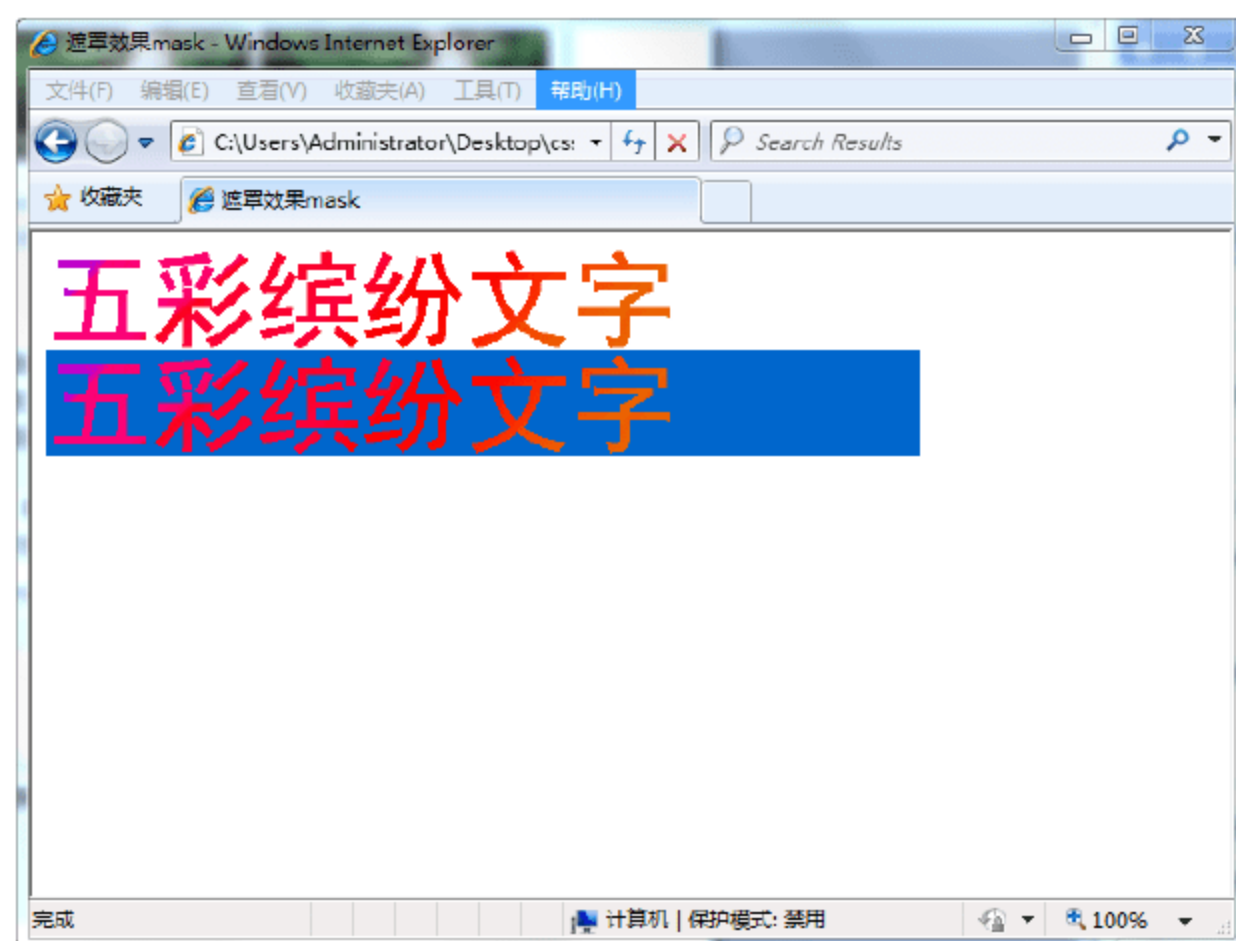 遮罩效果mask - Windows Internet Explorer
文件(F) 编辑(E) 查看(V) 收藏夹(A) 工具(T) 帮助(H)
C:\Users\Administrator\Desktop\cs: Search Results
收藏夹 遮罩效果mask
五彩缤纷文字
五彩缤纷文字
完成 计算机 | 保护模式: 禁用 100%